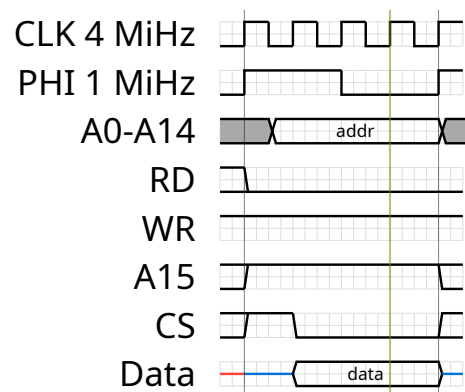 CLK 4 MiHz
PHI 1 MiHz
A0-A14 addr
RD
WR
A15
CS
Data data